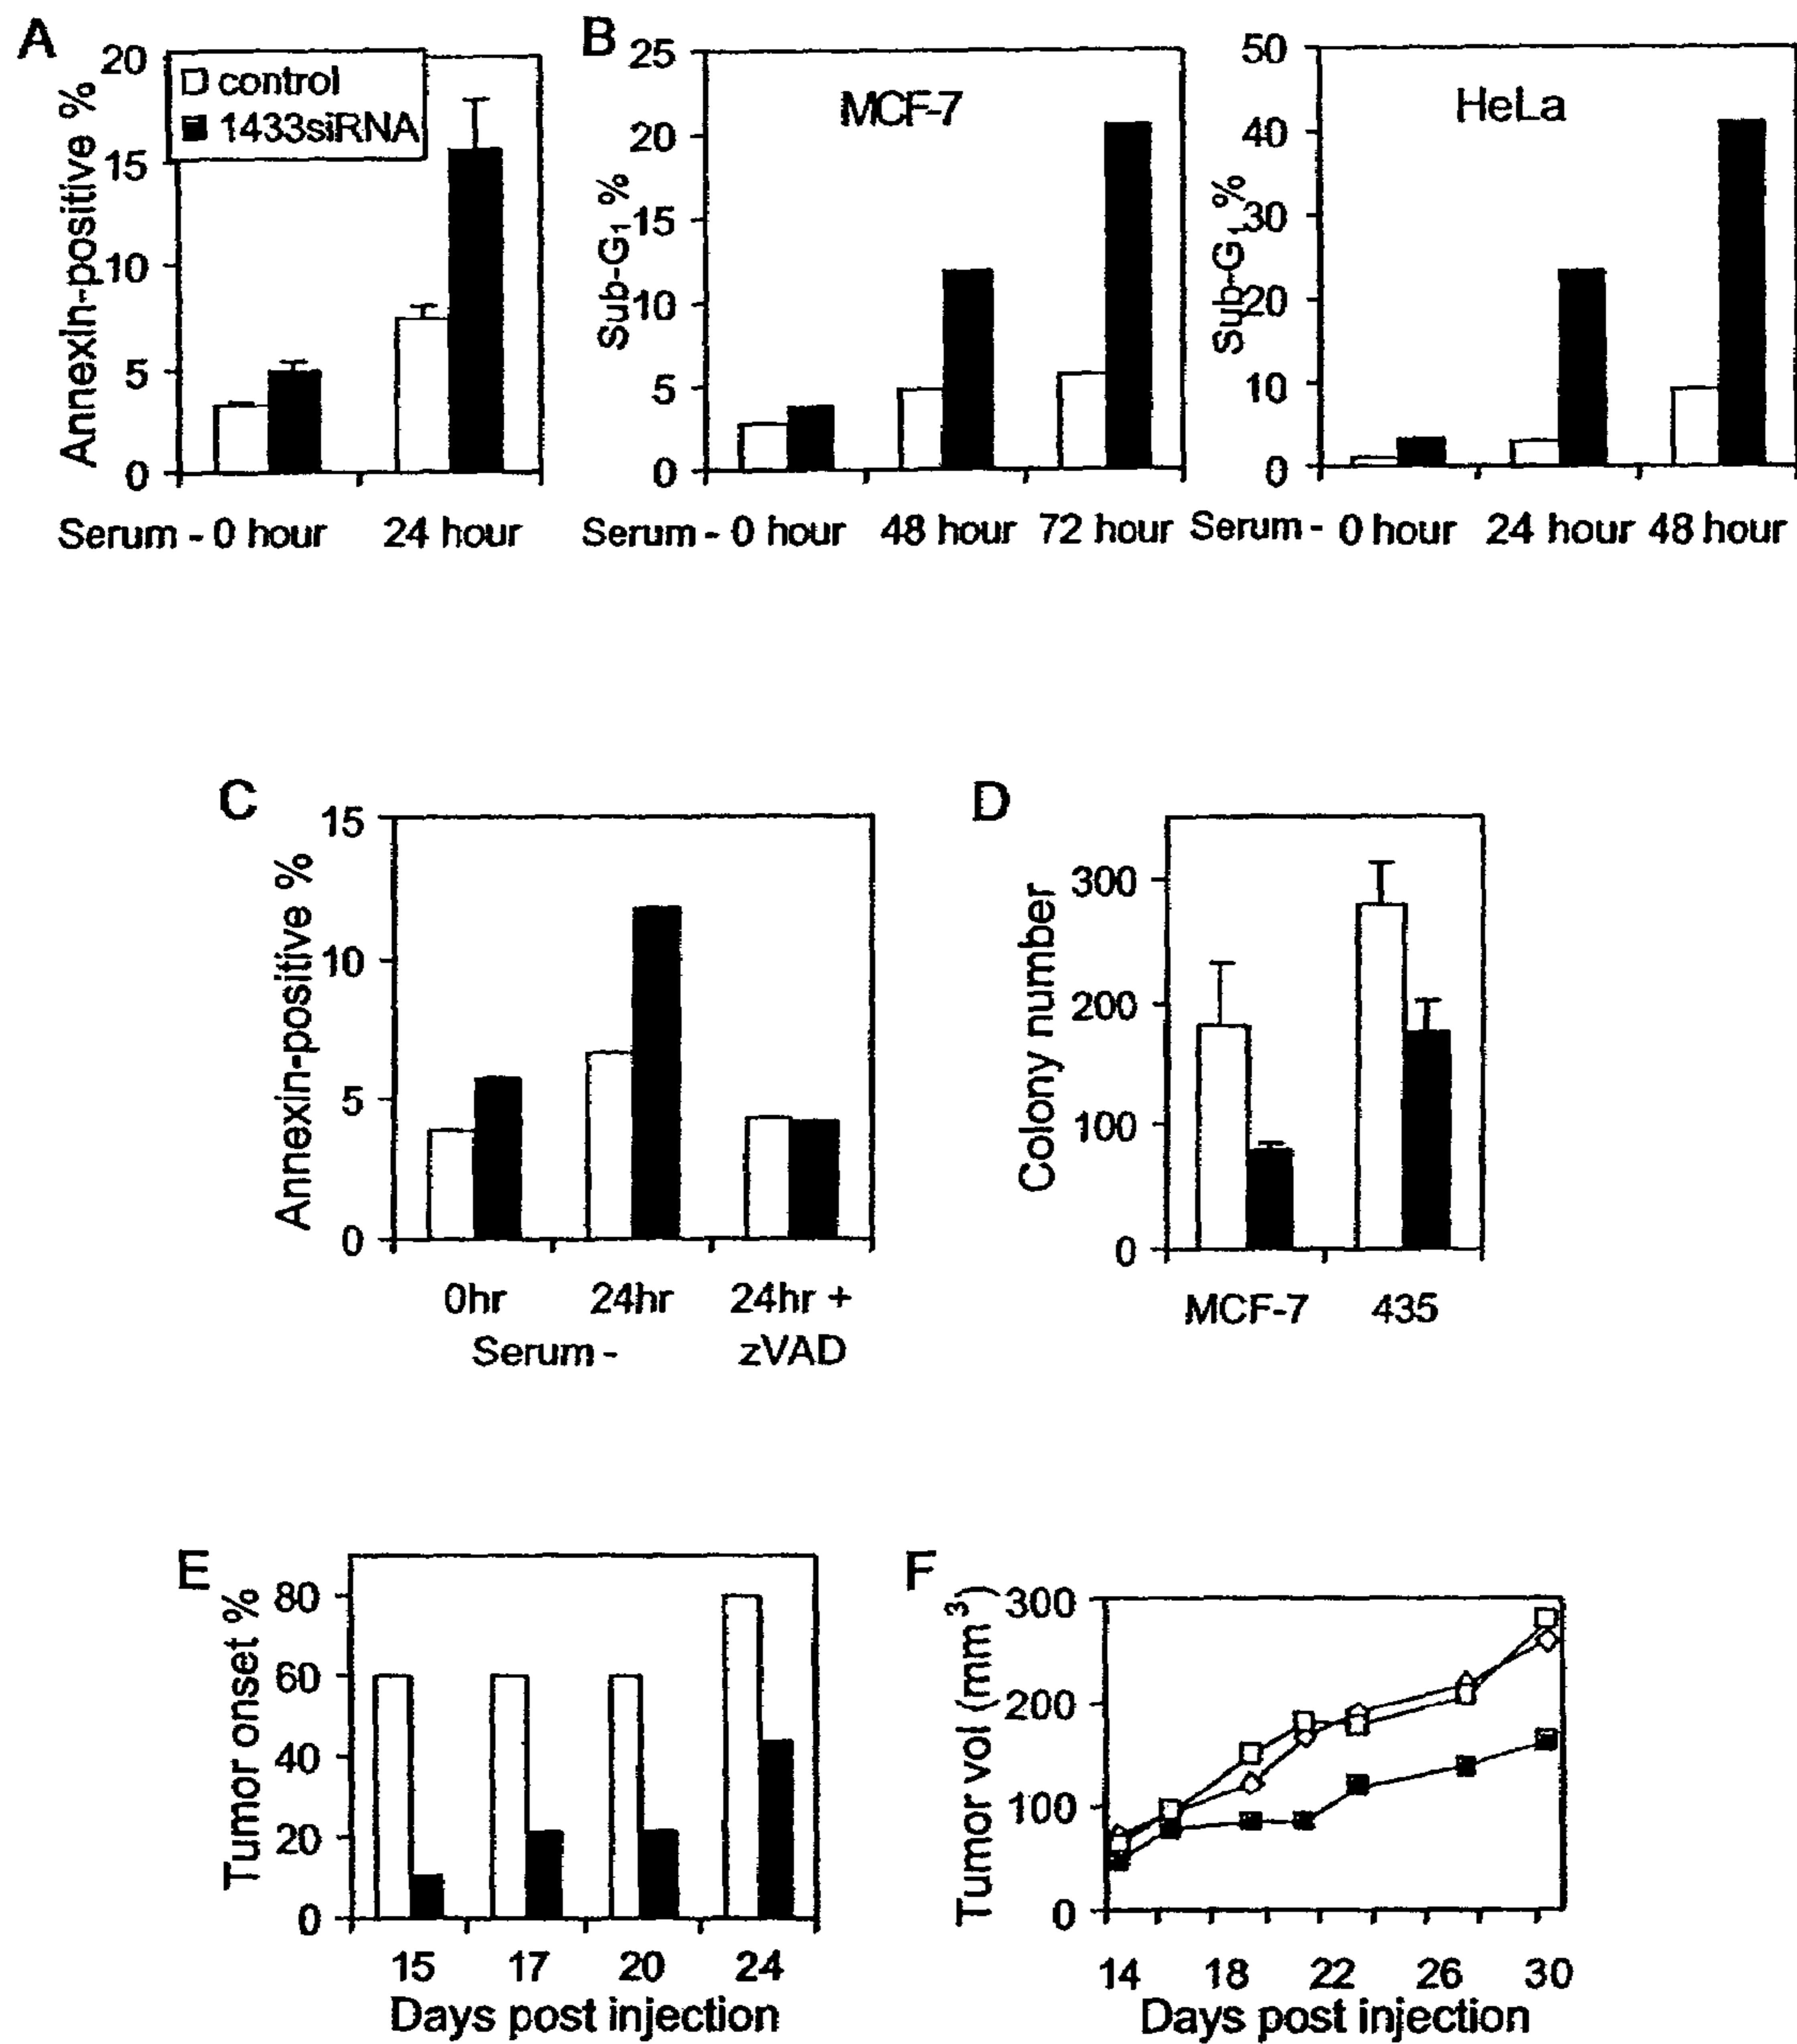 A
20
15
10
5
0
Annexin-positive %
control
1433siRNA
Serum - 0 hour 24 hour
B
25
20
15
10
5
0
Sub-G1 %
MCF-7
Serum - 0 hour 48 hour 72 hour
50
40
30
20
10
0
Sub-G1 %
HeLa
Serum - 0 hour 24 hour 48 hour
C
15
10
5
0
Annexin-positive %
0hr 24hr 24hr +
Serum - zVAD
D
300
200
100
0
Colony number
MCF-7 435
E
80
60
40
20
0
Tumor onset %
15 17 20 24
Days post injection
F
300
200
100
0
Tumor vol (mm3)
14 18 22 26 30
Days post injection